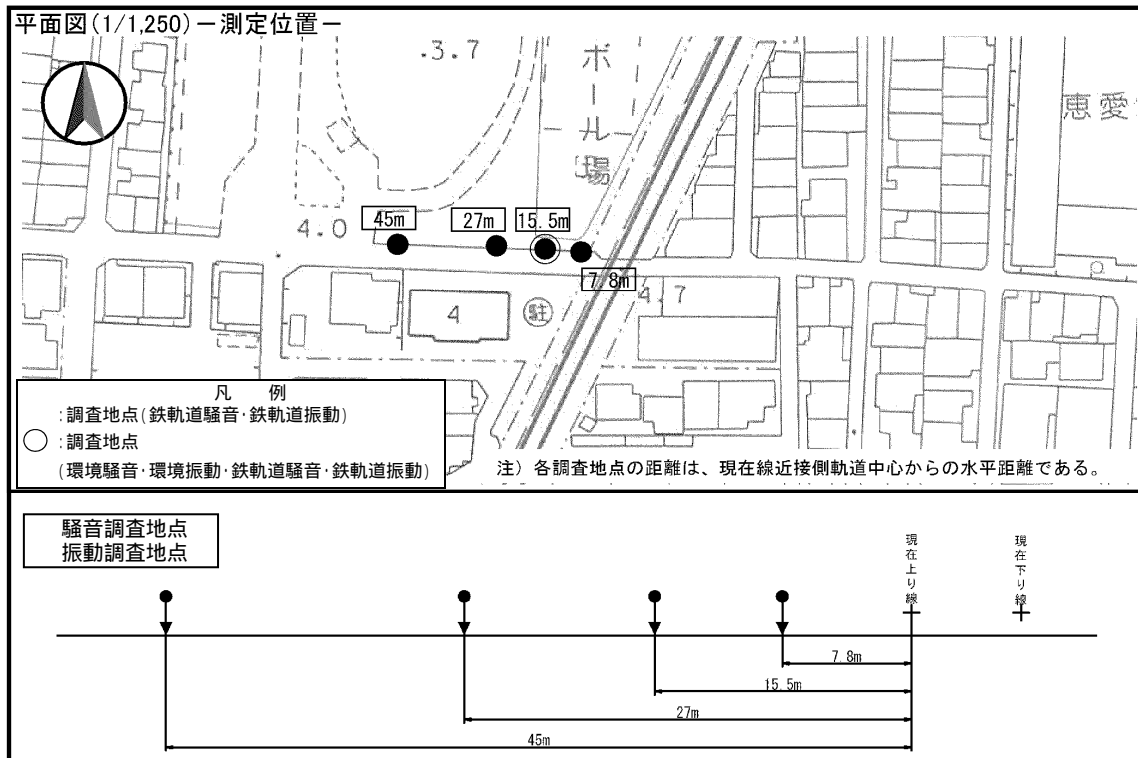 平面図(1/1,250)－測定位置－
.3.7
ボール場
恵愛
4.0
45m
27m
15.5m
7.8m
4.7
4
駐
凡 例
:調査地点(鉄軌道騒音･鉄軌道振動)
○ :調査地点
(環境騒音･環境振動･鉄軌道騒音･鉄軌道振動)
注) 各調査地点の距離は、現在線近接側軌道中心からの水平距離である。
騒音調査地点
振動調査地点
現在上り線
現在下り線
7.8m
15.5m
27m
45m